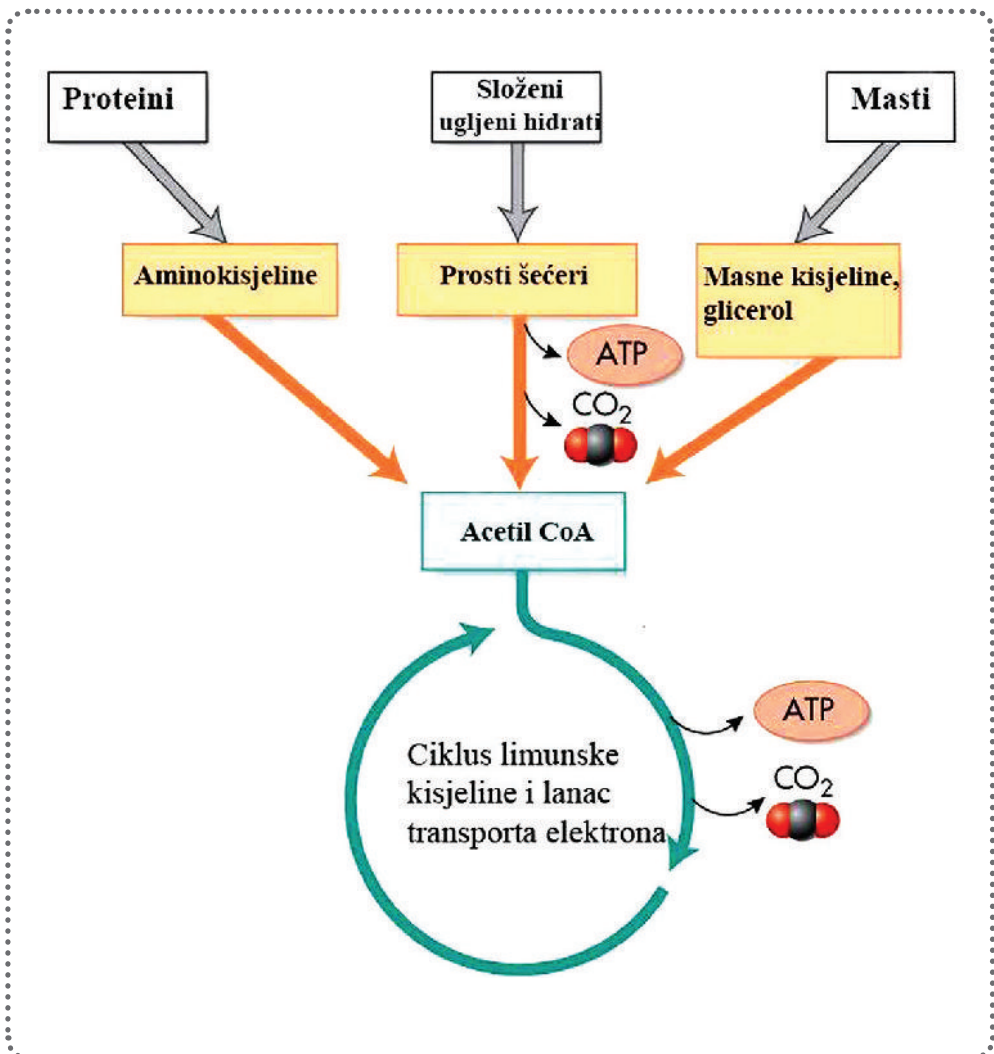 Proteini
Složeni
ugljeni hidrati
Masti
Aminokisjeline
Prosti šećeri
Masne kisjeline,
glicerol
ATP
CO2
Acetil CoA
ATP
CO2
Ciklus limunske
kisjeline i lanac
transporta elektrona